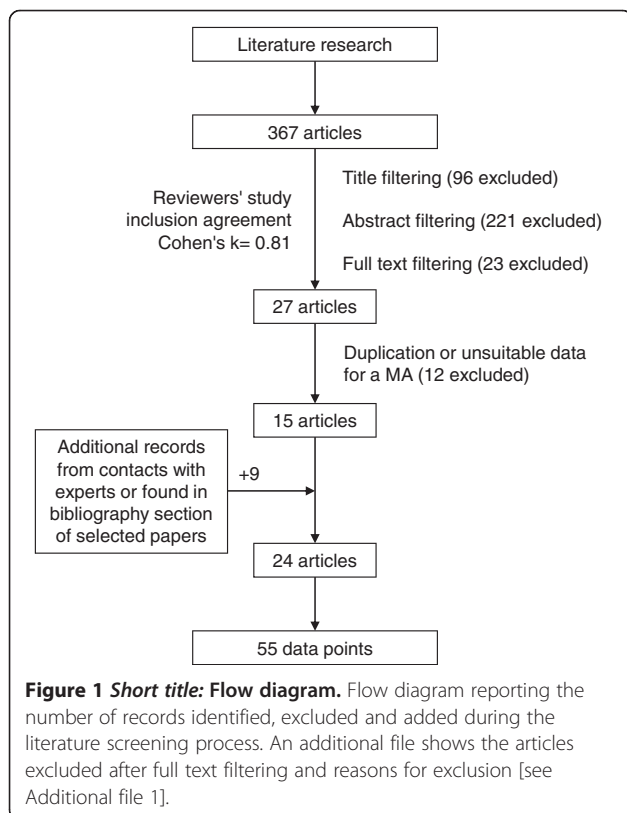 Literature research
367 articles
Reviewers' study
inclusion agreement
Cohen's k= 0.81
Title filtering (96 excluded)
Abstract filtering (221 excluded)
Full text filtering (23 excluded)
27 articles
Duplication or unsuitable data
for a MA (12 excluded)
15 articles
Additional records
from contacts with
experts or found in
bibliography section
of selected papers
+9
24 articles
55 data points
Figure 1 Short title: Flow diagram. Flow diagram reporting the
number of records identified, excluded and added during the
literature screening process. An additional file shows the articles
excluded after full text filtering and reasons for exclusion [see
Additional file 1].